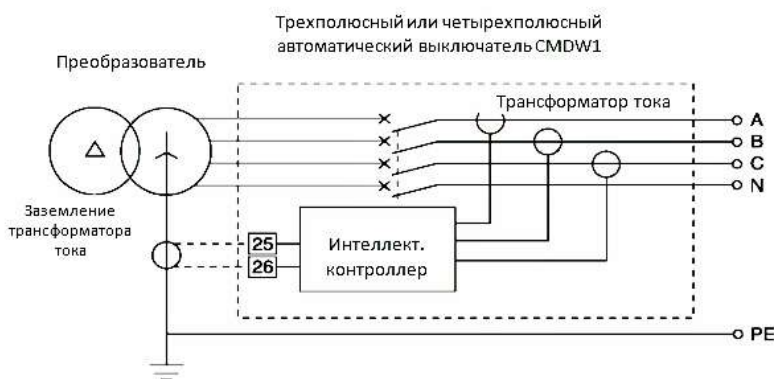 Трехполюсный или четырехполюсный
автоматический выключатель CMDW1
Преобразователь
Трансформатор тока
A
B
C
N
Заземление
трансформатора
тока
25
26
Интеллект.
контроллер
PE